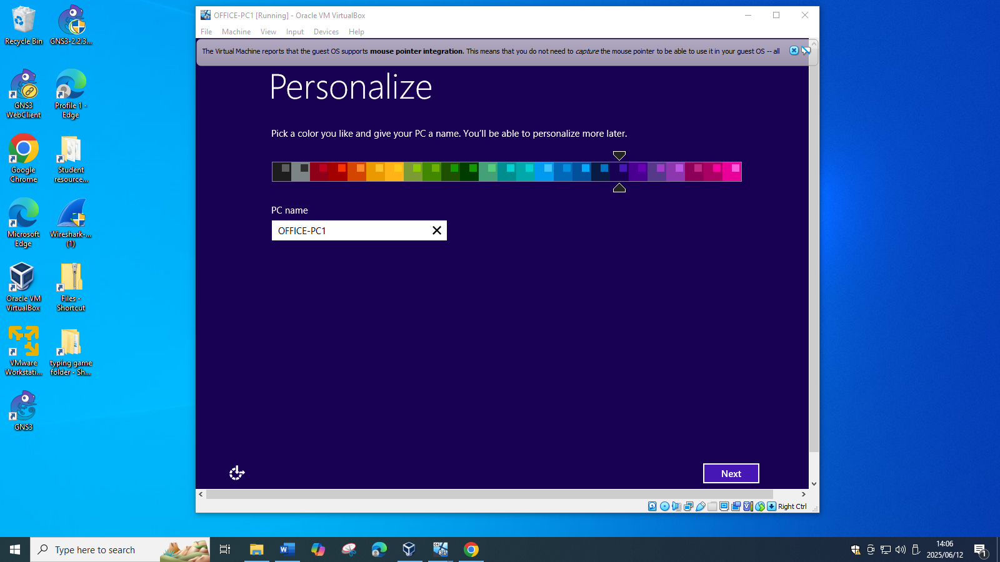 Recycle Bin
GNS3-2.2.3...
GNS3 WebClient
Profile 1 - Edge
Google Chrome
Student resource...
Microsoft Edge
Wireshark-... (1)
Oracle VM VirtualBox
Files - Shortcut
VMware Workstati...
typing game folder - Sh...
GNS3
OFFICE-PC1 [Running] - Oracle VM VirtualBox
File Machine View Input Devices Help
The Virtual Machine reports that the guest OS supports mouse pointer integration. This means that you do not need to capture the mouse pointer to be able to use it in your guest OS -- all
Personalize
Pick a color you like and give your PC a name. You'll be able to personalize more later.
PC name
OFFICE-PC1
Next
Right Ctrl
Type here to search
14:06
2025/06/12
1